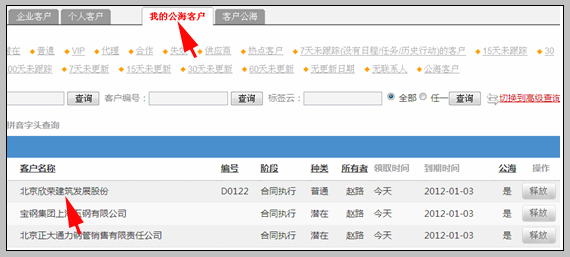 企业客户 个人客户 我的公海客户 客户公海
潜在 普通 VIP 代理 合作 失效 供应商 热点客户 7天未跟踪(没有日程/任务/历史行动)的客户 15天未跟踪 30
00天未跟踪 7天未更新 15天未更新 30天未更新 60天未更新 无更新日期 无联系人 公海客户
查询 客户编号： 查询 标签云： 全部 任一 查询 切换到高级查询
拼音字头查询
客户名称 编号 阶段 种类 所有者 领取时间 到期时间 公海 操作
北京欣荣建筑发展股份 D0122 合同执行 普通 赵路 今天 2012-01-03 是 释放
宝钢集团上海五钢有限公司 合同执行 潜在 赵路 今天 2012-01-03 是 释放
北京正大通力钢管销售有限责任公司 合同执行 潜在 赵路 今天 2012-01-03 是 释放